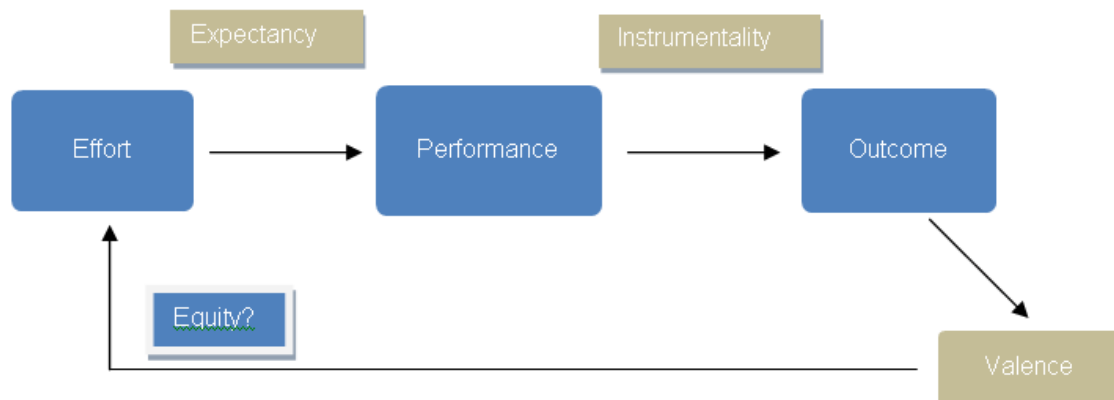 Expectancy
Instrumentality
Effort
Performance
Outcome
Equity?
Valence